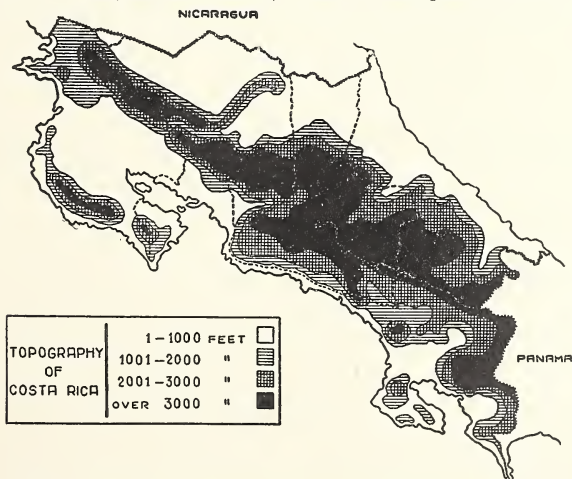 NICARAGUA
TOPOGRAPHY
OF
COSTA RICA
1-1000 FEET
1001-2000 "
2001-3000 "
OVER 3000 "
PANAMA